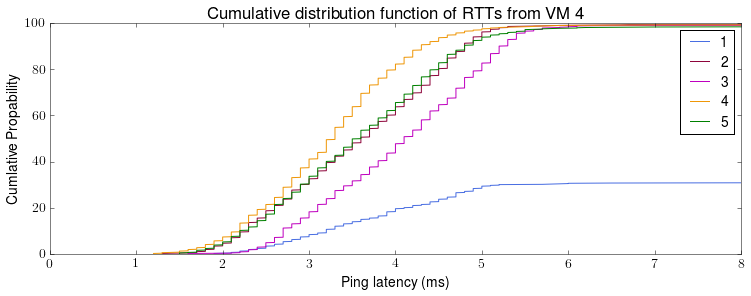 Cumulative distribution function of RTTs from VM 4
Cumlative Propability
100
80
60
40
20
0
0 1 2 3 4 5 6 7 8
Ping latency (ms)
1
2
3
4
5